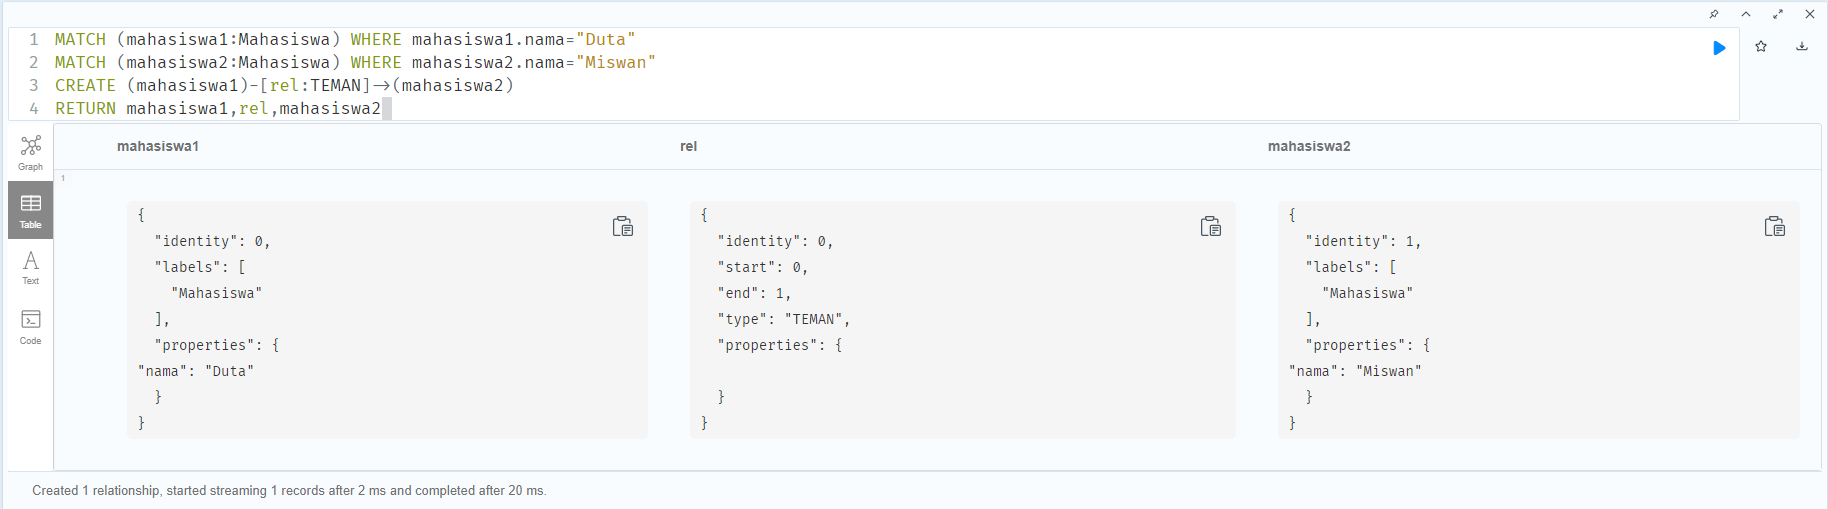 1 MATCH (mahasiswa1:Mahasiswa) WHERE mahasiswa1.nama="Duta"
2 MATCH (mahasiswa2:Mahasiswa) WHERE mahasiswa2.nama="Miswan"
3 CREATE (mahasiswa1)-[rel:TEMAN]->(mahasiswa2)
4 RETURN mahasiswa1,rel,mahasiswa2
Graph
Table
Text
Code
mahasiswa1 rel mahasiswa2
1
{
"identity": 0,
"labels": [
"Mahasiswa"
],
"properties": {
"nama": "Duta"
}
}
{
"identity": 0,
"start": 0,
"end": 1,
"type": "TEMAN",
"properties": {
}
}
{
"identity": 1,
"labels": [
"Mahasiswa"
],
"properties": {
"nama": "Miswan"
}
}
Created 1 relationship, started streaming 1 records after 2 ms and completed after 20 ms.